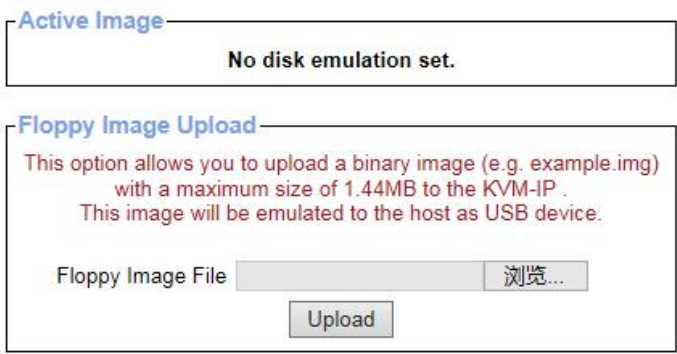 Active Image
No disk emulation set.
Floppy Image Upload
This option allows you to upload a binary image (e.g. example.img)
with a maximum size of 1.44MB to the KVM-IP .
This image will be emulated to the host as USB device.
Floppy Image File 浏览...
Upload